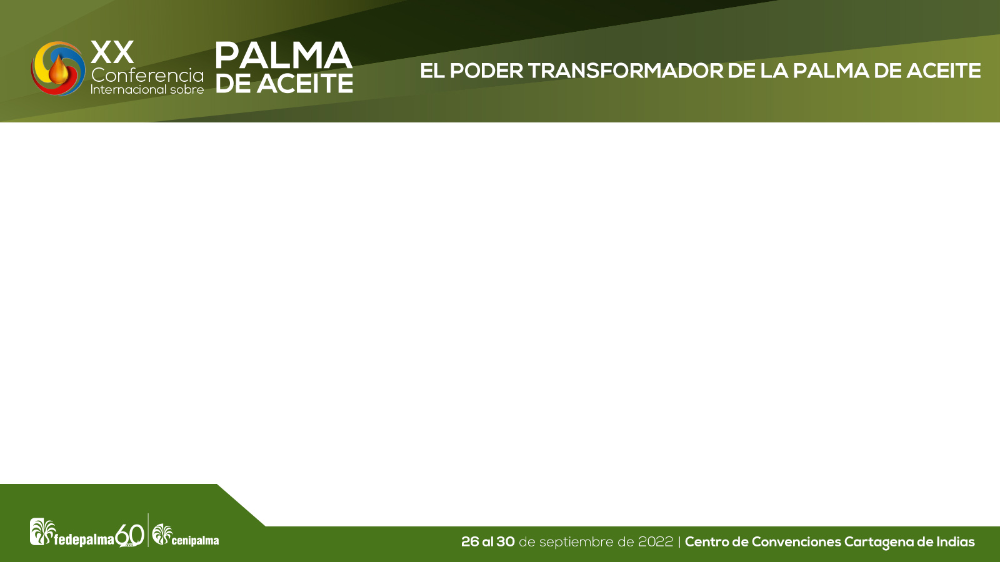 XX
Conferencia
Internacional sobre
PALMA
DE ACEITE
EL PODER TRANSFORMADOR DE LA PALMA DE ACEITE
fedepalma 60
cenipalma
26 al 30 de septiembre de 2022 | Centro de Convenciones Cartagena de Indias